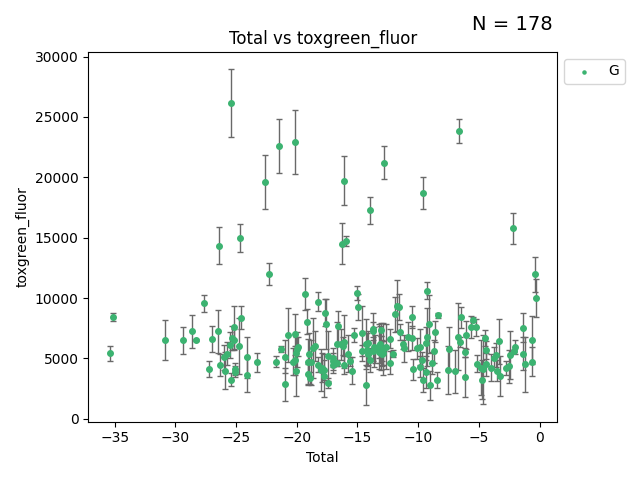 N = 178
Total vs toxgreen_fluor
G
toxgreen_fluor
30000
25000
20000
15000
10000
5000
0
−35 −30 −25 −20 −15 −10 −5 0
Total